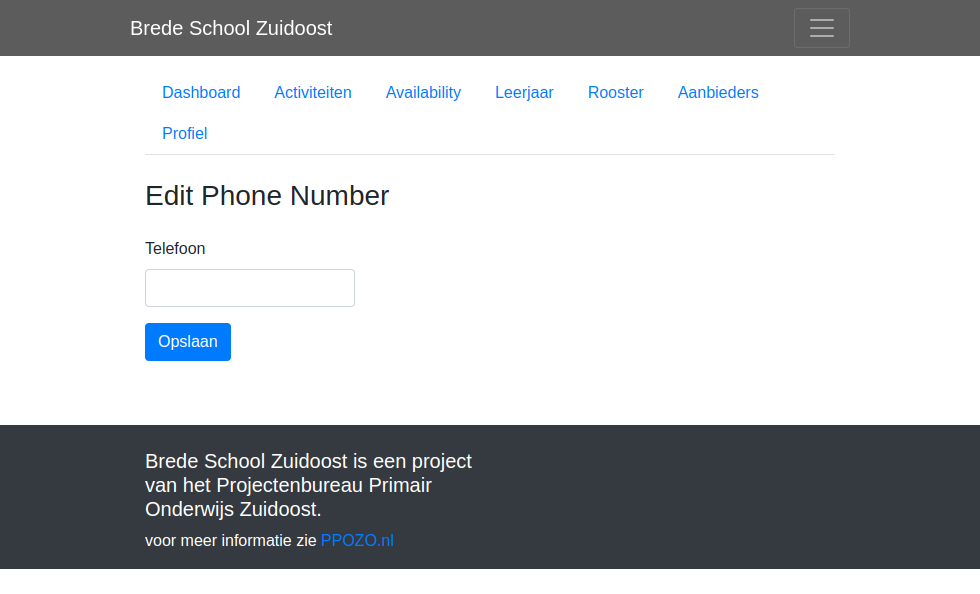 Brede School Zuidoost
Dashboard Activiteiten Availability Leerjaar Rooster Aanbieders
Profiel
Edit Phone Number
Telefoon
Opslaan
Brede School Zuidoost is een project
van het Projectenbureau Primair
Onderwijs Zuidoost.
voor meer informatie zie PPOZO.nl